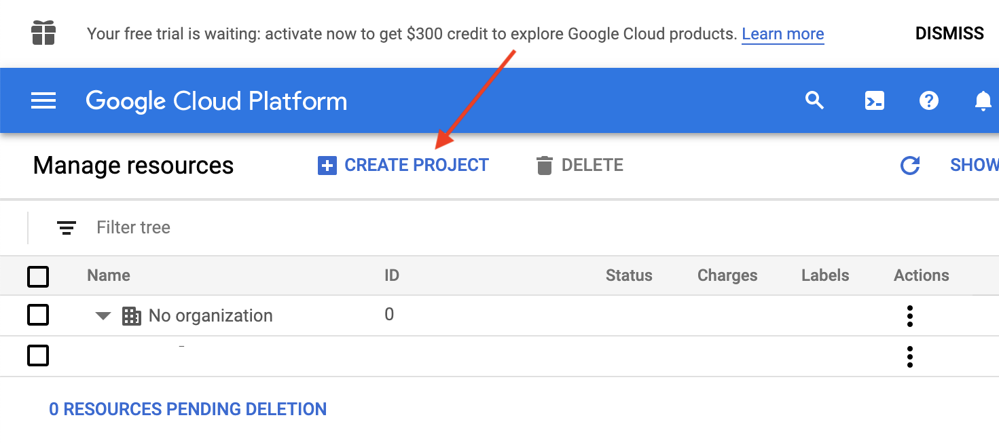 Your free trial is waiting: activate now to get $300 credit to explore Google Cloud products. Learn more DISMISS
Google Cloud Platform
Manage resources CREATE PROJECT DELETE SHOW
Filter tree
Name ID Status Charges Labels Actions
No organization 0
0 RESOURCES PENDING DELETION